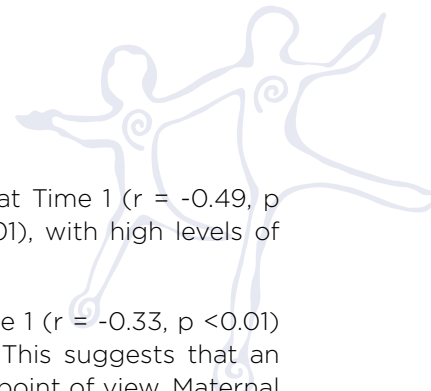 at Time 1 (r = -0.49, p
01), with high levels of
e 1 (r = -0.33, p <0.01)
This suggests that an
point of view. Maternal